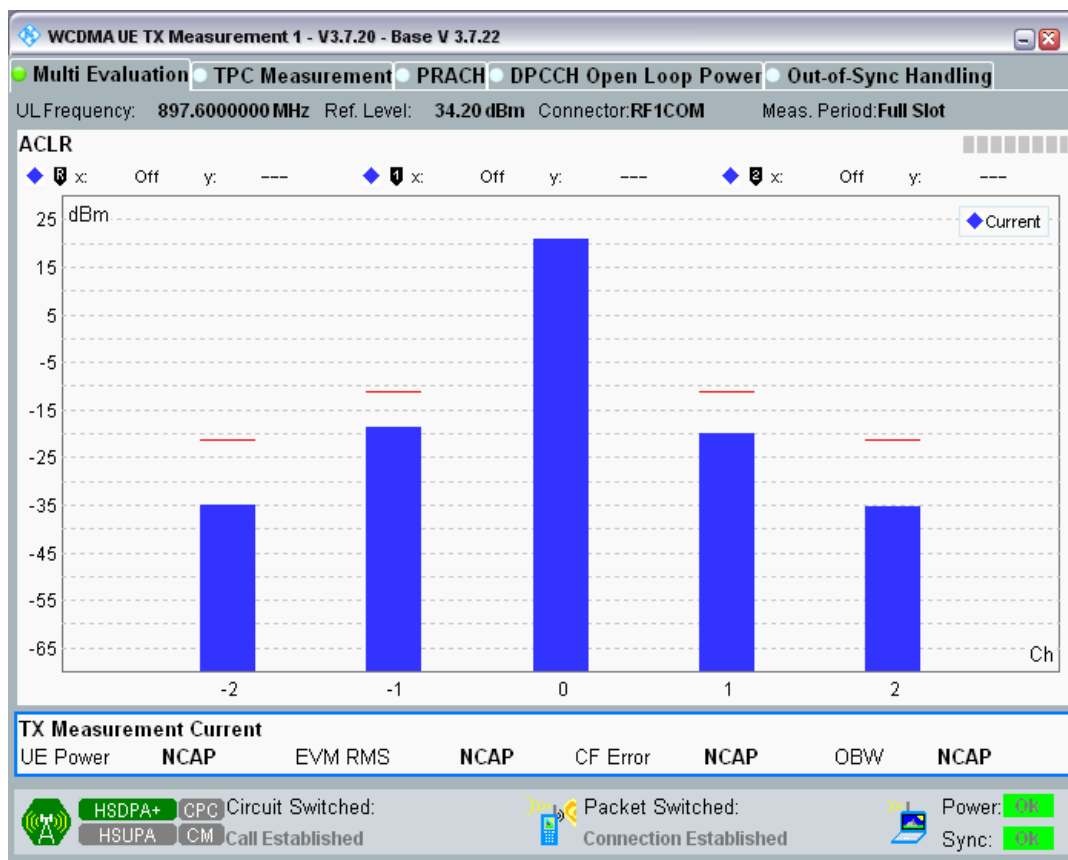 WCDMA UE TX Measurement 1 - V3.7.20 - Base V 3.7.22
Multi Evaluation TPC Measurement PRACH DPCCH Open Loop Power Out-of-Sync Handling
UL Frequency: 897.6000000 MHz Ref. Level: 34.20 dBm Connector: RF1COM Meas. Period: Full Slot
ACLR
R x: Off y: --- 1 x: Off y: --- 2 x: Off y: ---
dBm
Current
25
15
5
-5
-15
-25
-35
-45
-55
-65
Ch
-2 -1 0 1 2
TX Measurement Current
UE Power NCAP EVM RMS NCAP CF Error NCAP OBW NCAP
HSDPA+ CPC Circuit Switched: Packet Switched: Power: OK
HSUPA CM Call Established Connection Established Sync: OK